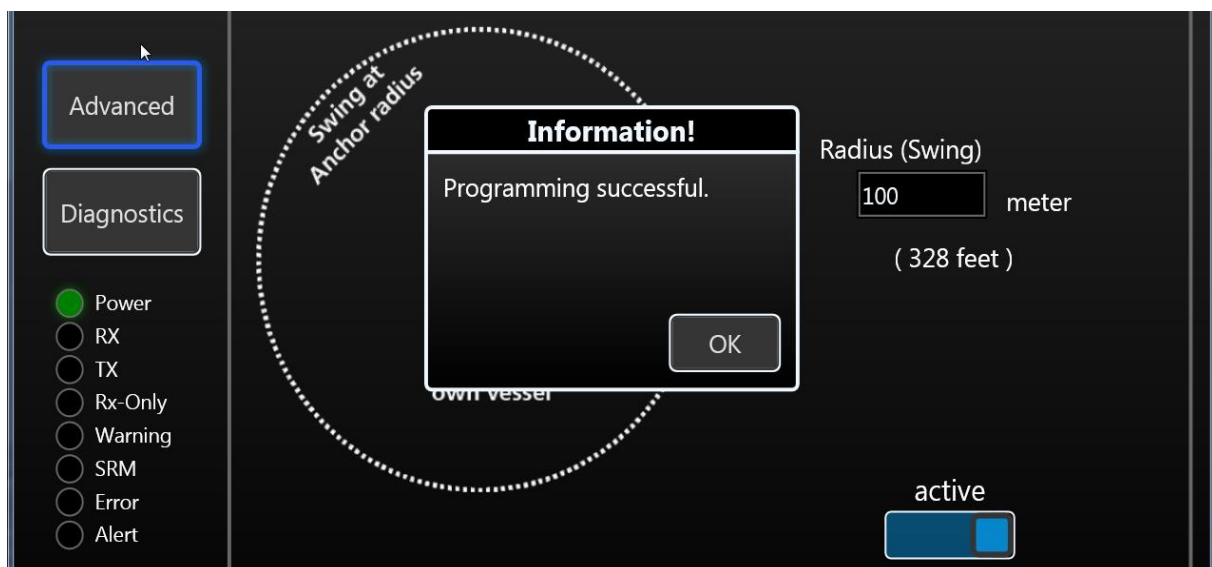 Advanced
Diagnostics
Power
RX
TX
Rx-Only
Warning
SRM
Error
Alert
Swing at
Anchor radius
Information!
Programming successful.
OK
own vessel
Radius (Swing)
100 meter
( 328 feet )
active